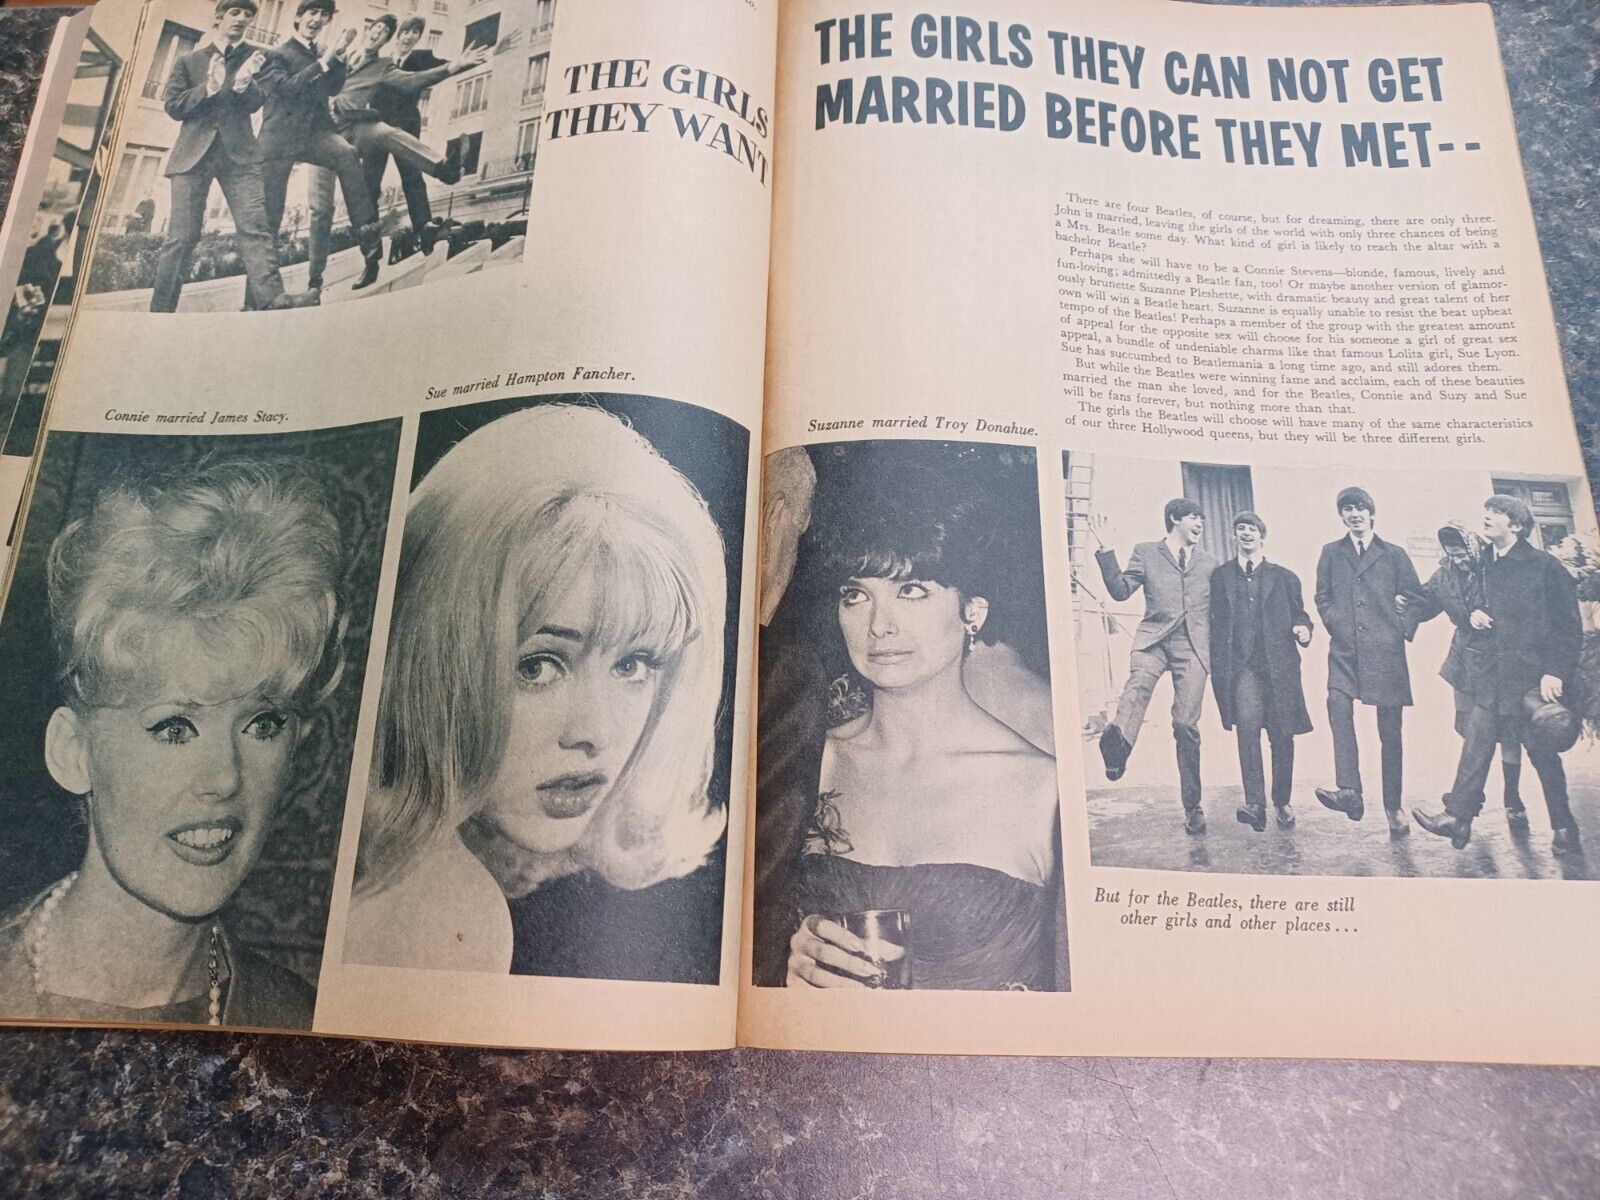 THE GIRLS
THEY WANT
THE GIRLS THEY CAN NOT GET
MARRIED BEFORE THEY MET--
There are four Beatles, of course, but for dreaming, there are only three.
John is married, leaving the girls of the world with only three chances of being
a Mrs. Beatle some day. What kind of girl is likely to reach the altar with a
bachelor Beatle?
Perhaps she will have to be a Connie Stevens—blonde, famous, lively and
fun-loving; admittedly a Beatle fan, too! Or maybe another version of glamor-
ously brunette Suzanne Pleshette, with dramatic beauty and great talent of her
own will win a Beatle heart. Suzanne is equally unable to resist the beat upbeat
tempo of the Beatles! Perhaps a member of the group with the greatest amount
of appeal for the opposite sex will choose for his someone a girl of great sex
appeal, a bundle of undeniable charms like that famous Lolita girl, Sue Lyon.
Sue has succumbed to Beatlemania a long time ago, and still adores them.
But while the Beatles were winning fame and acclaim, each of these beauties
married the man she loved, and for the Beatles, Connie and Suzy and Sue
will be fans forever, but nothing more than that.
The girls the Beatles will choose will have many of the same characteristics
of our three Hollywood queens, but they will be three different girls.
Connie married James Stacy.
Sue married Hampton Fancher.
Suzanne married Troy Donahue.
But for the Beatles, there are still
other girls and other places...